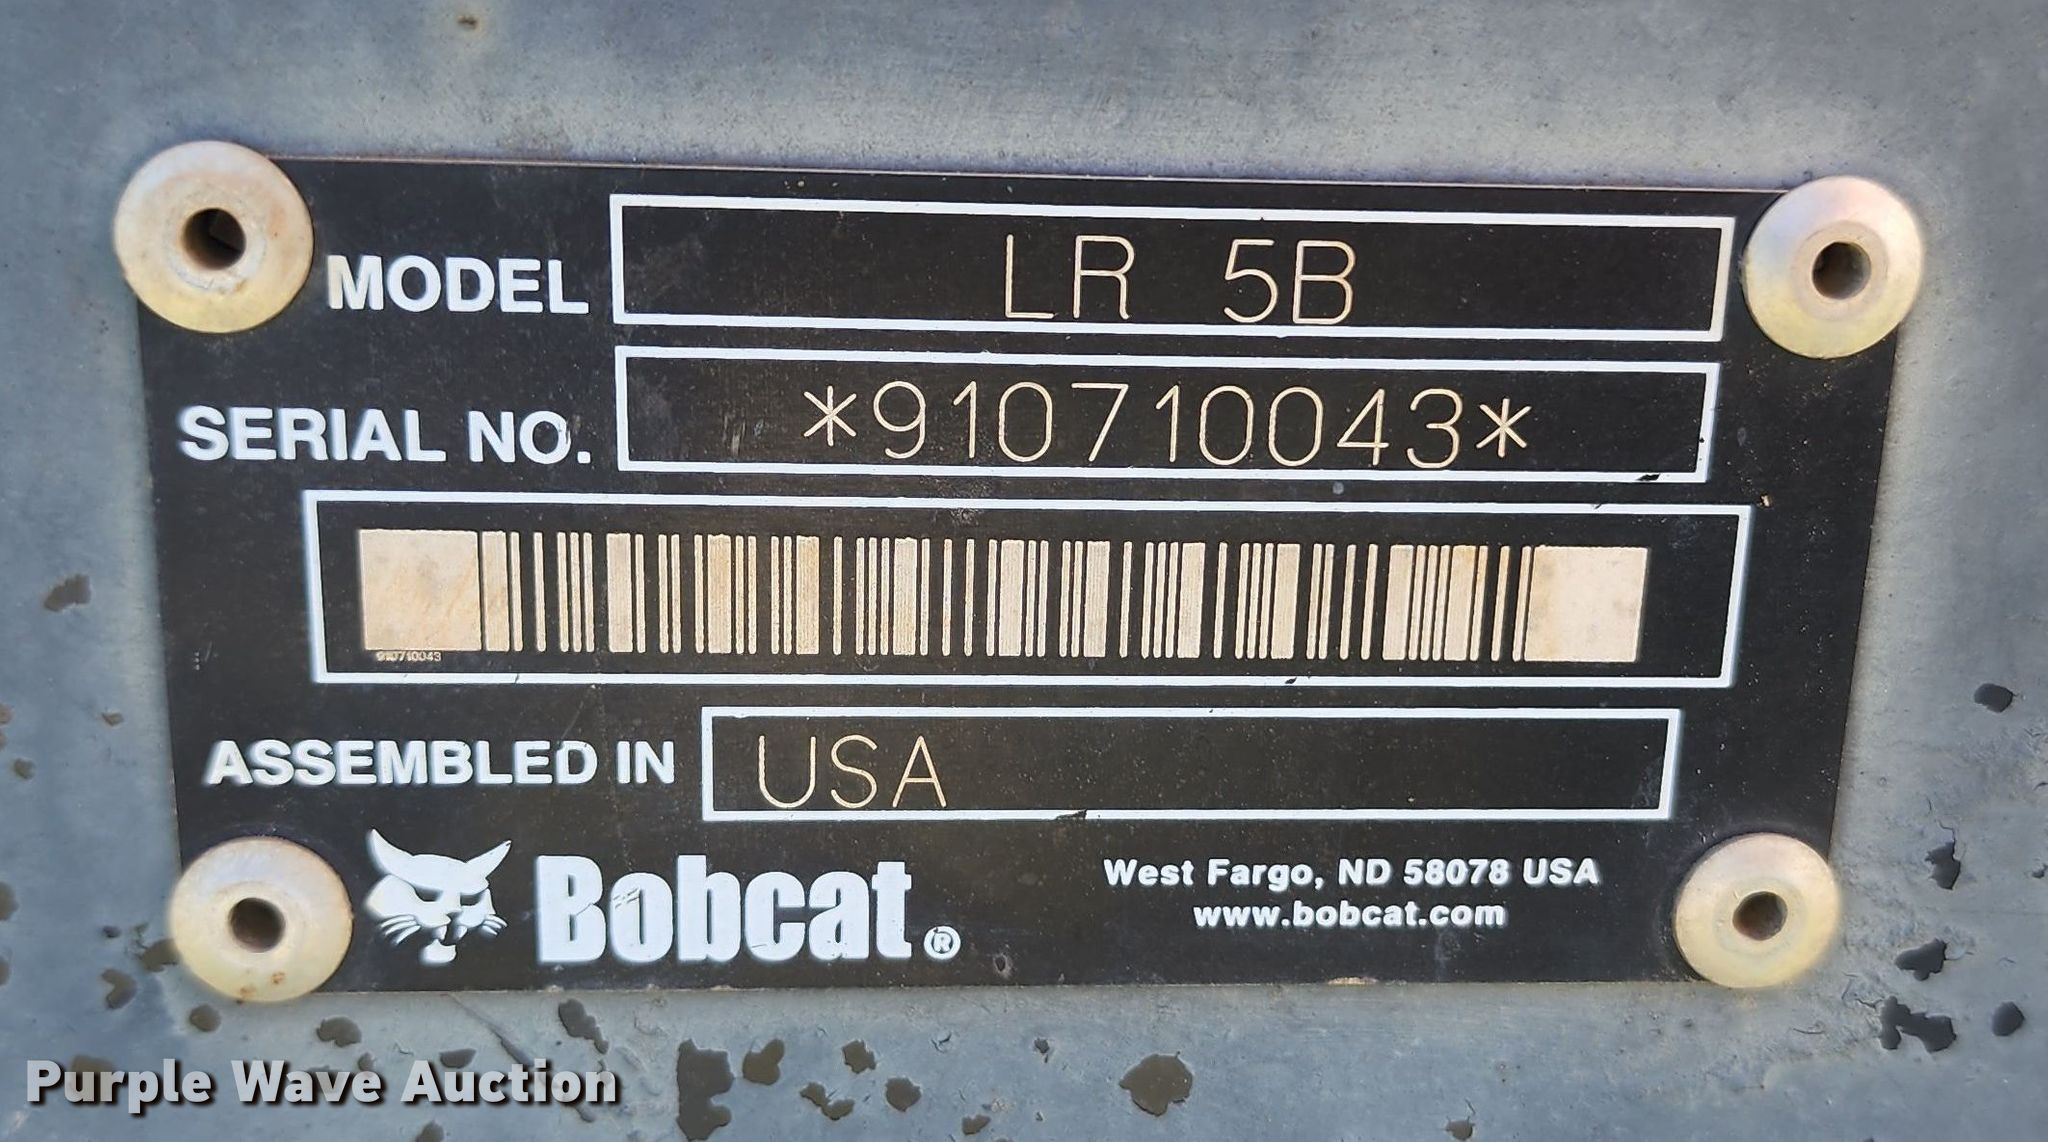 MODEL LR 5B
SERIAL NO. *910710043*
910710043
ASSEMBLED IN USA
Bobcat®
West Fargo, ND 58078 USA
www.bobcat.com
Purple Wave Auction